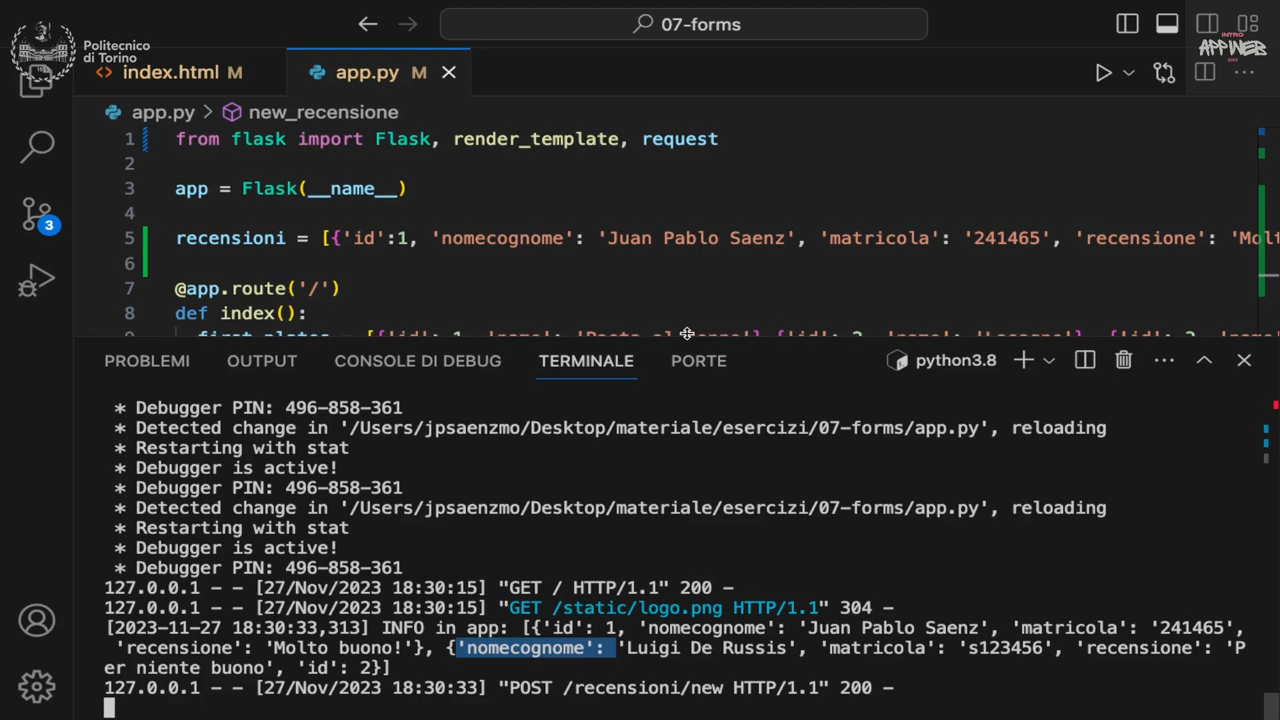 07-forms
Politecnico
di Torino
INTRO
APPINWEB
index.html M
app.py M
app.py > new_recensione
1 from flask import Flask, render_template, request
2
3 app = Flask(__name__)
4
5 recensioni = [{'id':1, 'nomecognome': 'Juan Pablo Saenz', 'matricola': '241465', 'recensione': 'Molt
6
7 @app.route('/')
8 def index():
3
PROBLEMI OUTPUT CONSOLE DI DEBUG TERMINALE PORTE python3.8
* Debugger PIN: 496-858-361
* Detected change in '/Users/jpsaenzmo/Desktop/materiale/esercizi/07-forms/app.py', reloading
* Restarting with stat
* Debugger is active!
* Debugger PIN: 496-858-361
* Detected change in '/Users/jpsaenzmo/Desktop/materiale/esercizi/07-forms/app.py', reloading
* Restarting with stat
* Debugger is active!
* Debugger PIN: 496-858-361
127.0.0.1 - - [27/Nov/2023 18:30:15] "GET / HTTP/1.1" 200 -
127.0.0.1 - - [27/Nov/2023 18:30:15] "GET /static/logo.png HTTP/1.1" 304 -
[2023-11-27 18:30:33,313] INFO in app: [{'id': 1, 'nomecognome': 'Juan Pablo Saenz', 'matricola': '241465',
'recensione': 'Molto buono!'}, {'nomecognome': 'Luigi De Russis', 'matricola': 's123456', 'recensione': 'P
er niente buono', 'id': 2}]
127.0.0.1 - - [27/Nov/2023 18:30:33] "POST /recensioni/new HTTP/1.1" 200 -